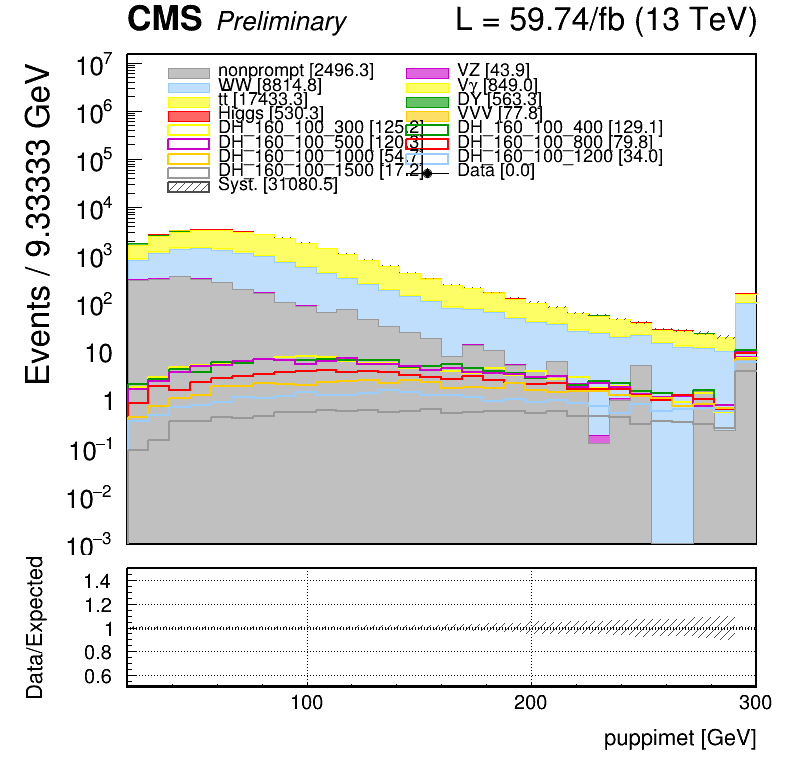 CMS Preliminary L = 59.74/fb (13 TeV)
Events / 9.33333 GeV
10⁷
10⁶
10⁵
10⁴
10³
10²
10
1
10⁻¹
10⁻²
10⁻³
nonprompt [2496.3] VZ [43.9]
WW [8814.8] Vγ [849.0]
tt [17433.3] DY [563.3]
Higgs [530.3] VVV [77.8]
DH_160_100_300 [125.2] DH_160_100_400 [129.1]
DH_160_100_500 [120.3] DH_160_100_800 [79.8]
DH_160_100_1000 [54.7] DH_160_100_1200 [34.0]
DH_160_100_1500 [17.2] Data [0.0]
Syst. [31080.5]
Data/Expected
1.4
1.2
1
0.8
0.6
100 200 300
puppimet [GeV]